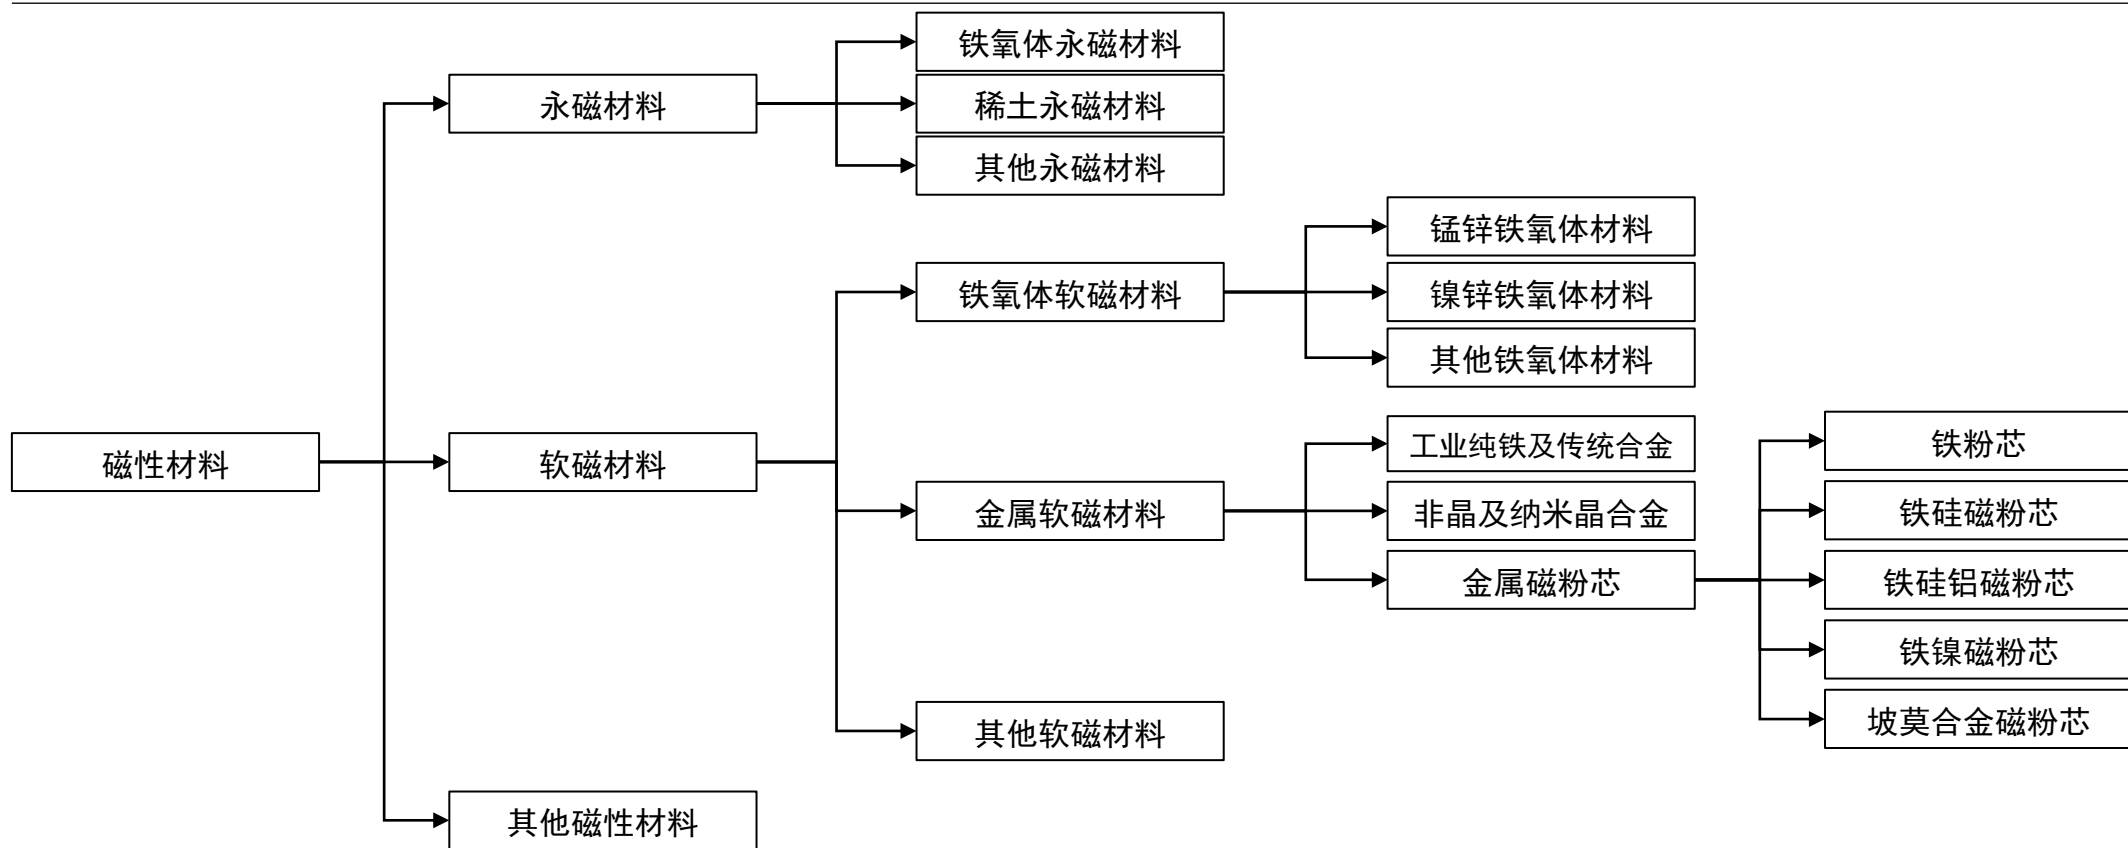 铁氧体永磁材料
永磁材料
稀土永磁材料
其他永磁材料
锰锌铁氧体材料
铁氧体软磁材料
镍锌铁氧体材料
其他铁氧体材料
磁性材料
软磁材料
工业纯铁及传统合金
铁粉芯
金属软磁材料
非晶及纳米晶合金
铁硅磁粉芯
金属磁粉芯
铁硅铝磁粉芯
铁镍磁粉芯
其他软磁材料
坡莫合金磁粉芯
其他磁性材料